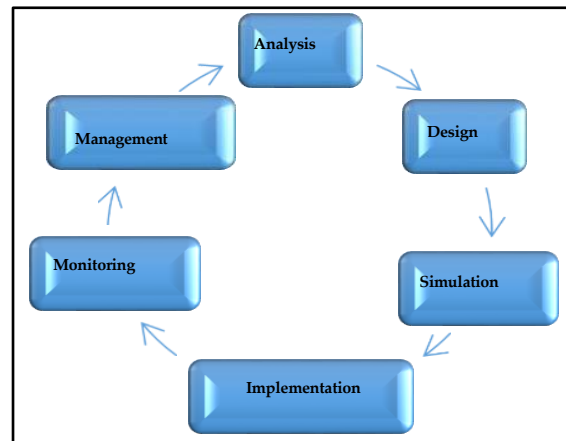 Analysis
Design
Simulation
Implementation
Monitoring
Management